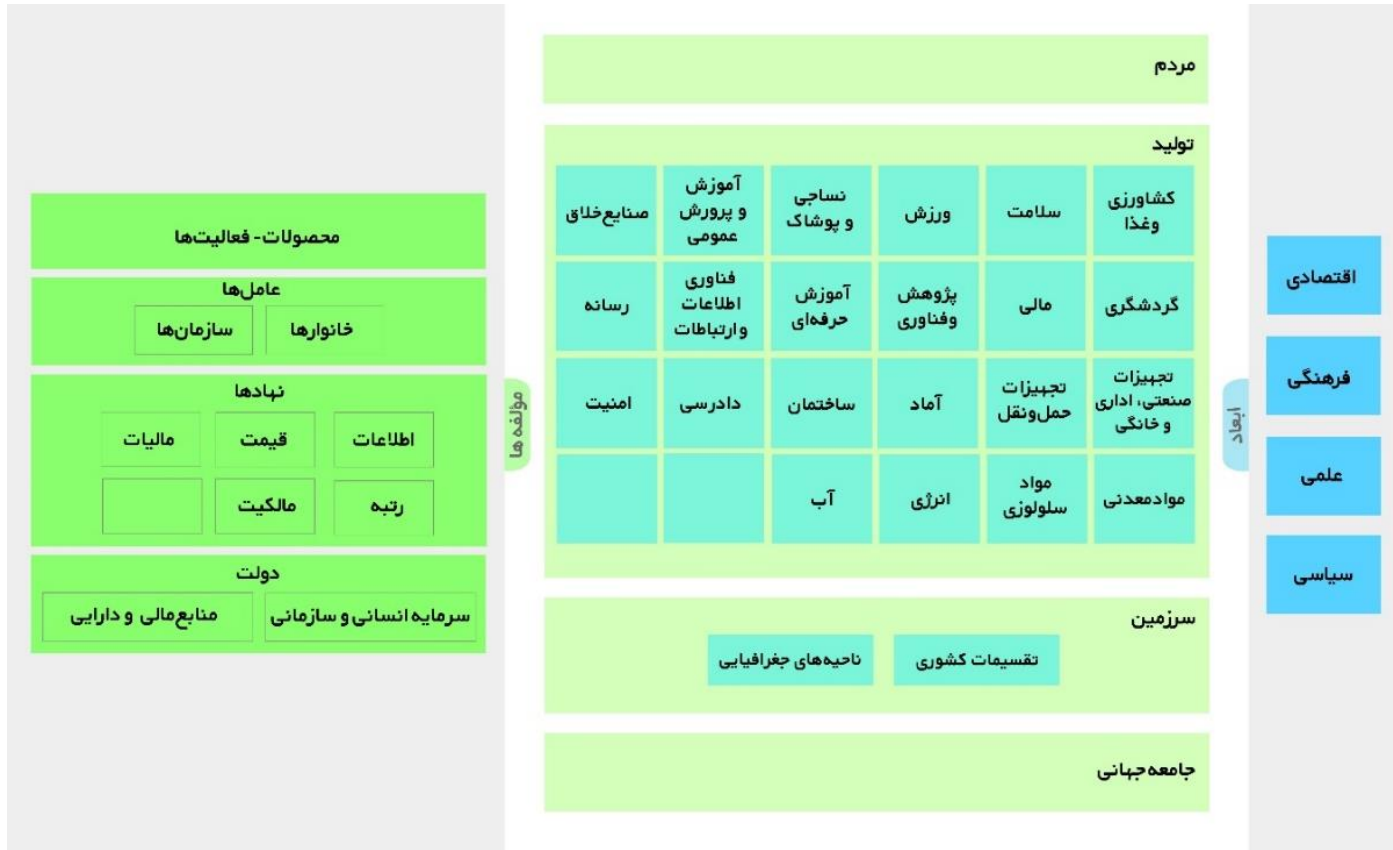 مردم
تولید
کشاورزی
وغذا
سلامت
ورزش
نساجی
و پوشاک
آموزش
و پرورش
عمومی
صنایع‌خلاق
گردشگری
مالی
پژوهش
وفناوری
آموزش
حرفه‌ای
فناوری
اطلاعات
وارتباطات
رسانه
تجهیزات
صنعتی، اداری
و خانگی
تجهیزات
حمل‌ونقل
آماد
ساختمان
دادرسی
امنیت
موادمعدنی
مواد
سلولوزی
انرژی
آب
سرزمین
تقسیمات کشوری
ناحیه‌های جغرافیایی
جامعه‌جهانی
ابعاد
اقتصادی
فرهنگی
علمی
سیاسی
مؤلفه ها
محصولات- فعالیت‌ها
عامل‌ها
خانوارها
سازمان‌ها
نهادها
اطلاعات
قیمت
مالیات
رتبه
مالکیت
دولت
سرمایه انسانی و سازمانی
منابع‌مالی و دارایی